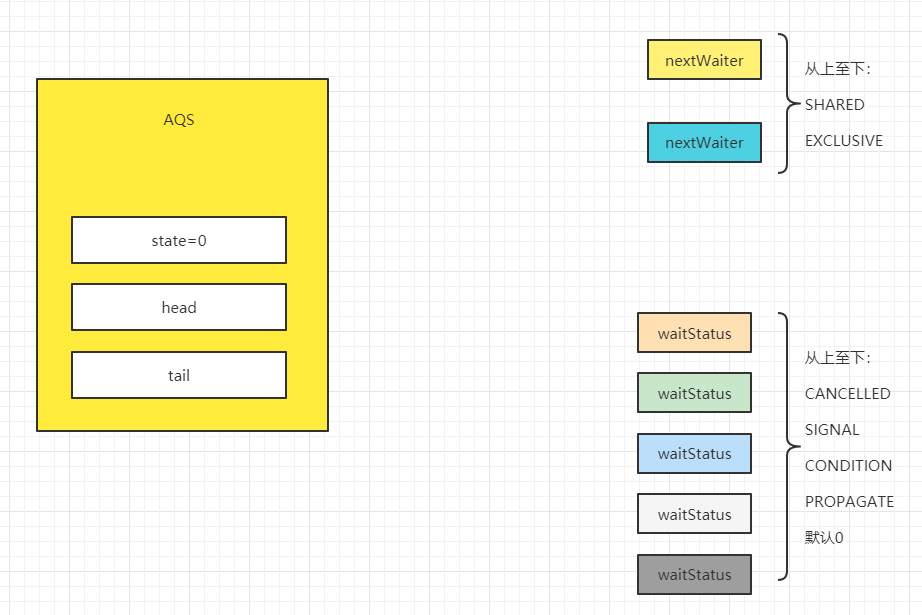 AQS
state=0
head
tail
nextWaiter
nextWaiter
从上至下：
SHARED
EXCLUSIVE
waitStatus
waitStatus
waitStatus
waitStatus
waitStatus
从上至下：
CANCELLED
SIGNAL
CONDITION
PROPAGATE
默认0